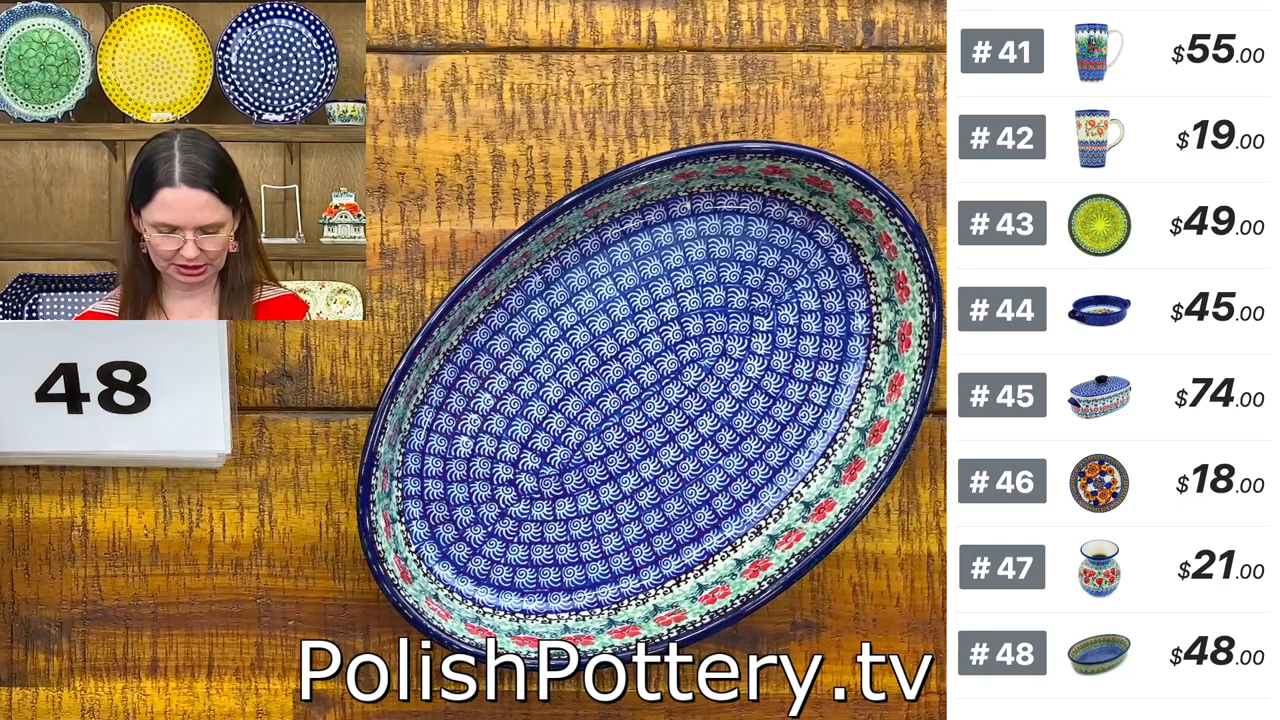 48
PolishPottery.tv
# 41 $55.00
# 42 $19.00
# 43 $49.00
# 44 $45.00
# 45 $74.00
# 46 $18.00
# 47 $21.00
# 48 $48.00